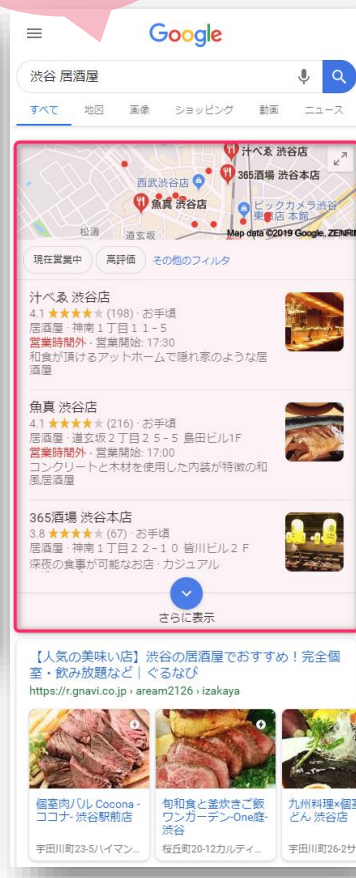 Google
渋谷 居酒屋
すべて 地図 画像 ショッピング 動画 ニュース
汁べゑ 渋谷店
365酒場 渋谷本店
西武渋谷店
魚真 渋谷店
ビックカメラ渋谷
東口店 本館
松濤
道玄坂
Map data ©2019 Google, ZENRIN
現在営業中 高評価 その他のフィルタ
汁べゑ 渋谷店
4.1 ★★★★★ (198) · お手頃
居酒屋 · 神南1丁目11−5
営業時間外 · 営業開始: 17:30
和食が頂けるアットホームで隠れ家のような居
酒屋
魚真 渋谷店
4.1 ★★★★★ (216) · お手頃
居酒屋 · 道玄坂2丁目25−5 島田ビル1F
営業時間外 · 営業開始: 17:00
コンクリートと木材を使用した内装が特徴の和
風居酒屋
365酒場 渋谷本店
3.8 ★★★★★ (67) · お手頃
居酒屋 · 神南1丁目22−10 皆川ビル2F
深夜の食事が可能なお店 · カジュアル
さらに表示
【人気の美味い店】渋谷の居酒屋でおすすめ！完全個
室・飲み放題など｜ぐるなび
https://r.gnavi.co.jp › aream2126 › izakaya
個室肉バル Cocona -
ココナ- 渋谷駅前店
宇田川町23-5ハイマン...
旬和食と釜炊きご飯
ワンガーデン-One庭-
渋谷
桜丘町20-12カルティ...
九州料理×個室
どん 渋谷店
宇田川町26-2サ